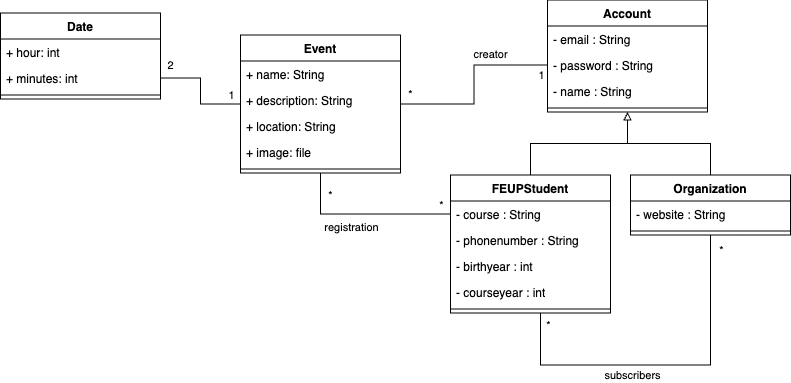 Date
+ hour: int
+ minutes: int
2
1
Event
+ name: String
+ description: String
+ location: String
+ image: file
*
creator
1
Account
- email : String
- password : String
- name : String
*
registration
*
FEUPStudent
- course : String
- phonenumber : String
- birthyear : int
- courseyear : int
Organization
- website : String
*
*
subscribers